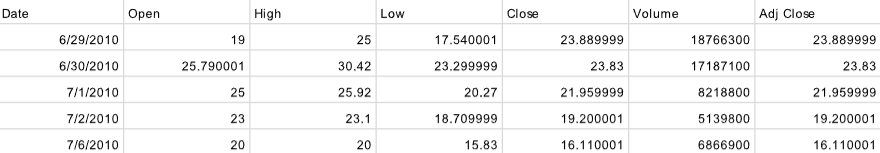 Date Open High Low Close Volume Adj Close
6/29/2010 19 25 17.540001 23.889999 18766300 23.889999
6/30/2010 25.790001 30.42 23.299999 23.83 17187100 23.83
7/1/2010 25 25.92 20.27 21.959999 8218800 21.959999
7/2/2010 23 23.1 18.709999 19.200001 5139800 19.200001
7/6/2010 20 20 15.83 16.110001 6866900 16.110001